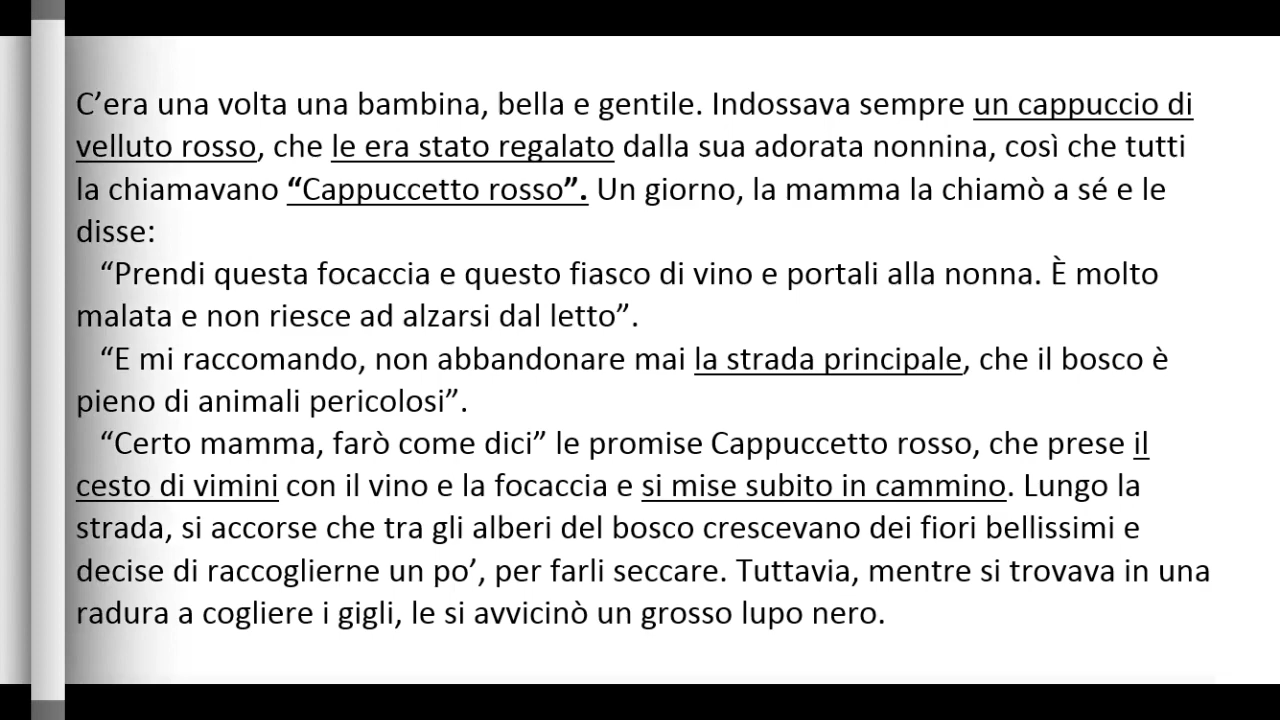 C’era una volta una bambina, bella e gentile. Indossava sempre un cappuccio di
velluto rosso, che le era stato regalato dalla sua adorata nonnina, così che tutti
la chiamavano “Cappuccetto rosso”. Un giorno, la mamma la chiamò a sé e le
disse:
“Prendi questa focaccia e questo fiasco di vino e portali alla nonna. È molto
malata e non riesce ad alzarsi dal letto”.
“E mi raccomando, non abbandonare mai la strada principale, che il bosco è
pieno di animali pericolosi”.
“Certo mamma, farò come dici” le promise Cappuccetto rosso, che prese il
cesto di vimini con il vino e la focaccia e si mise subito in cammino. Lungo la
strada, si accorse che tra gli alberi del bosco crescevano dei fiori bellissimi e
decise di raccoglierne un po’, per farli seccare. Tuttavia, mentre si trovava in una
radura a cogliere i gigli, le si avvicinò un grosso lupo nero.